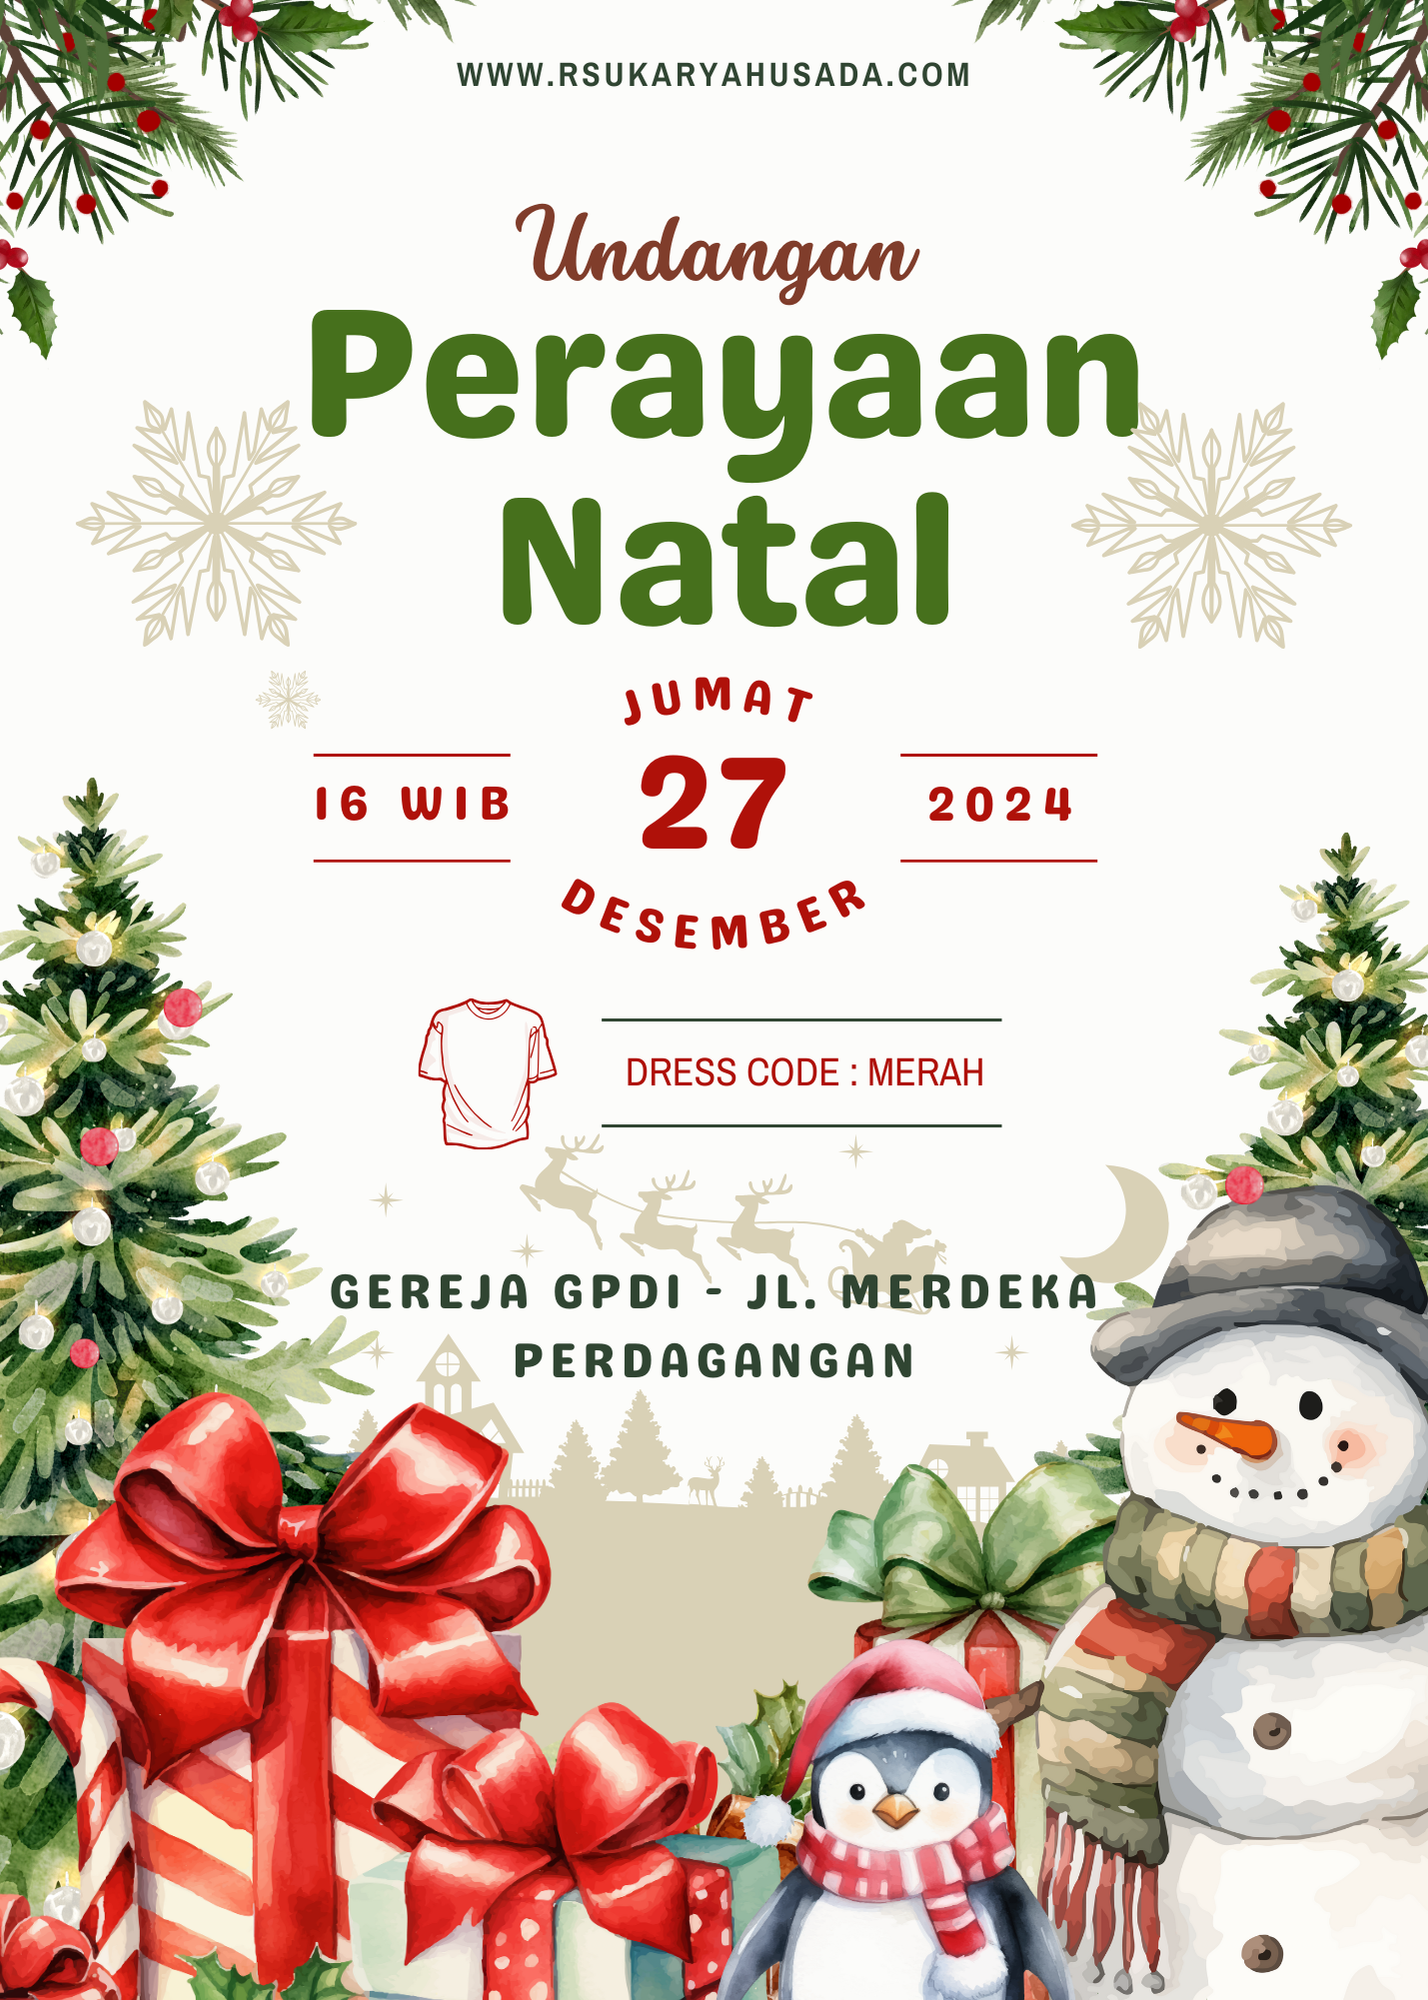 WWW.RSUKARYAHUSADA.COM
Undangan
Perayaan
Natal
JUMAT
16 WIB
27
2024
DESEMBER
DRESS CODE : MERAH
GEREJA GPDI - JL. MERDEKA
PERDAGANGAN